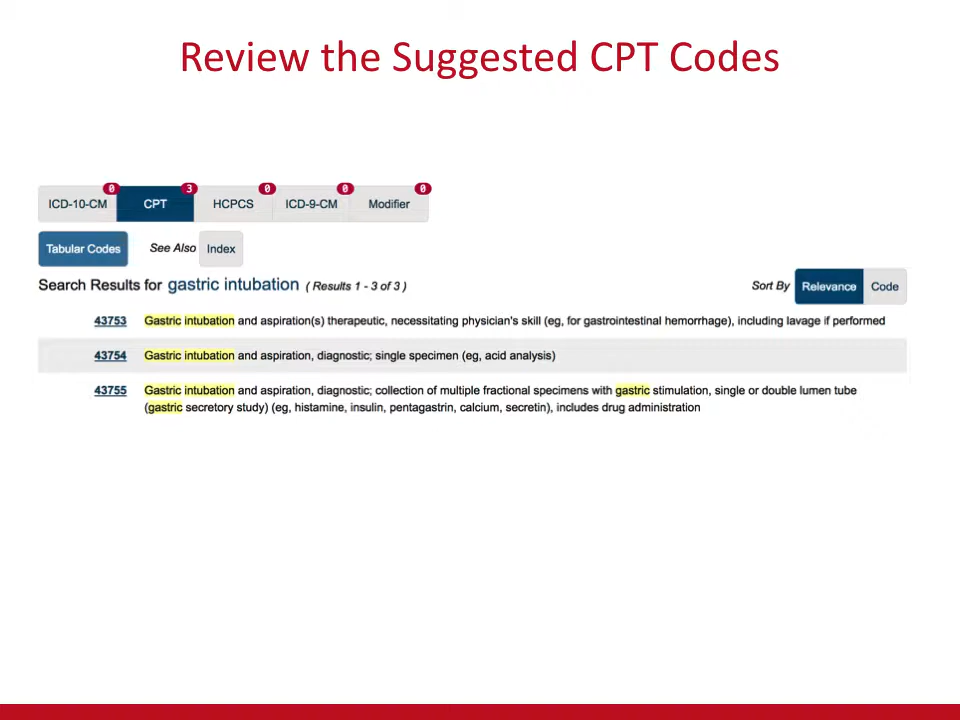 Review the Suggested CPT Codes
0 3 0 0 0
ICD-10-CM CPT HCPCS ICD-9-CM Modifier
Tabular Codes See Also Index
Search Results for gastric intubation ( Results 1 - 3 of 3 ) Sort By Relevance Code
43753 Gastric intubation and aspiration(s) therapeutic, necessitating physician's skill (eg, for gastrointestinal hemorrhage), including lavage if performed
43754 Gastric intubation and aspiration, diagnostic; single specimen (eg, acid analysis)
43755 Gastric intubation and aspiration, diagnostic; collection of multiple fractional specimens with gastric stimulation, single or double lumen tube
(gastric secretory study) (eg, histamine, insulin, pentagastrin, calcium, secretin), includes drug administration